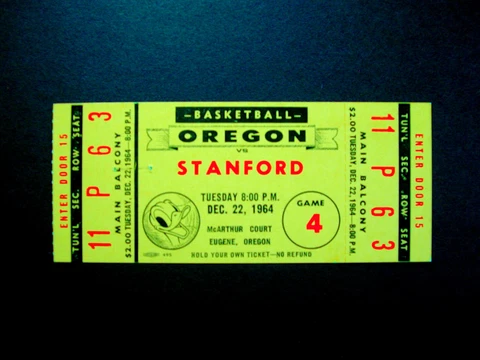 ENTER DOOR 15
TUN'L SEC. ROW SEAT
11 P 6 3
MAIN BALCONY
$2.00 TUESDAY, DEC. 22, 1964—8:00 P.M.
–BASKETBALL–
OREGON
VS
STANFORD
TUESDAY 8:00 P.M.
DEC. 22, 1964
McARTHUR COURT
EUGENE, OREGON
GAME
4
HOLD YOUR OWN TICKET—NO REFUND
$2.00 TUESDAY, DEC. 22, 1964—8:00 P.M.
MAIN BALCONY
11 P 6 3
TUN'L SEC. ROW SEAT
ENTER DOOR 15